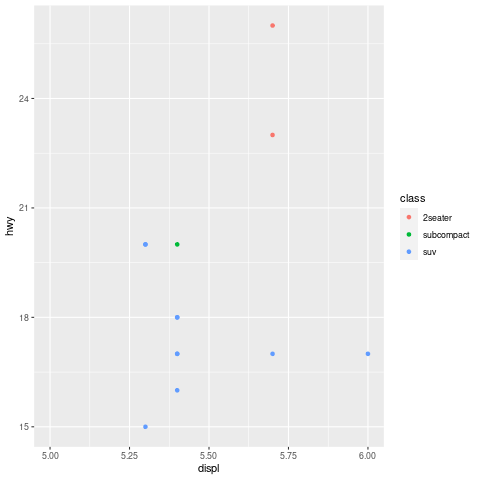 24
21
18
15
hwy
5.00 5.25 5.50 5.75 6.00
displ
class
2seater
subcompact
suv